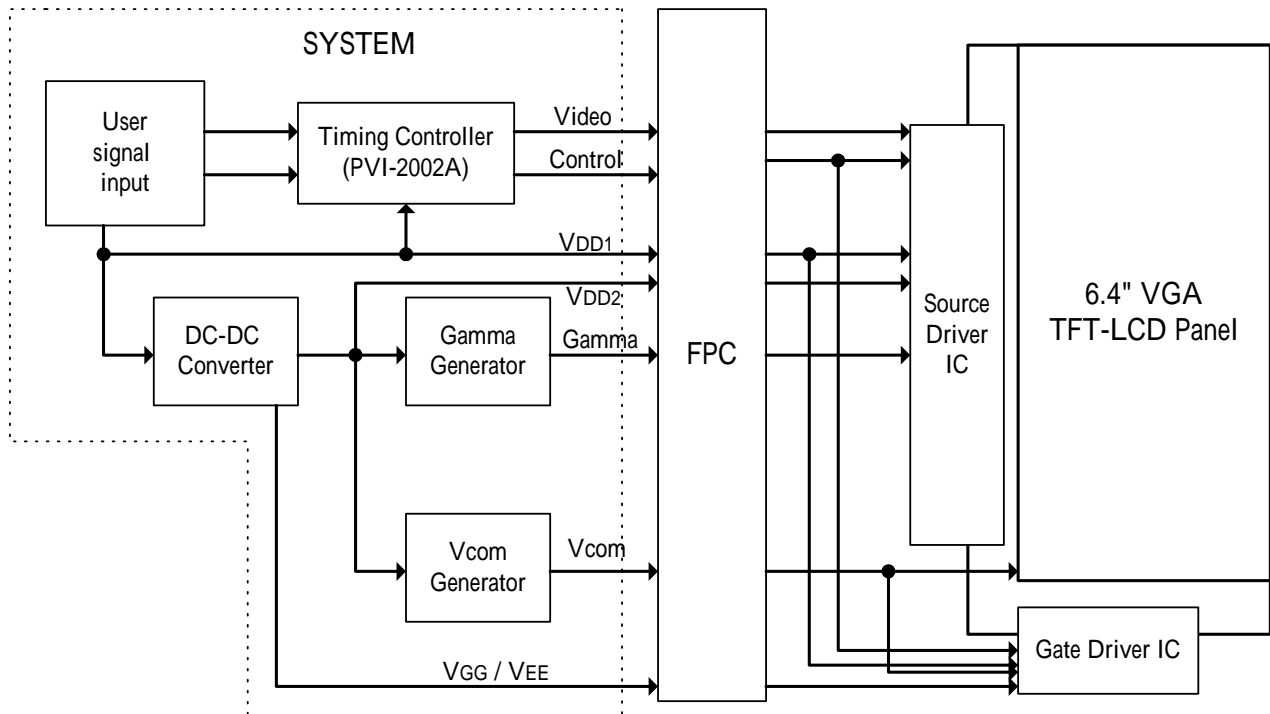 SYSTEM
User
signal
input
Timing Controller
(PVI-2002A)
Video
Control
VDD1
VDD2
DC-DC
Converter
Gamma
Generator
Gamma
FPC
Source
Driver
IC
6.4" VGA
TFT-LCD Panel
Vcom
Generator
Vcom
Gate Driver IC
VGG / VEE